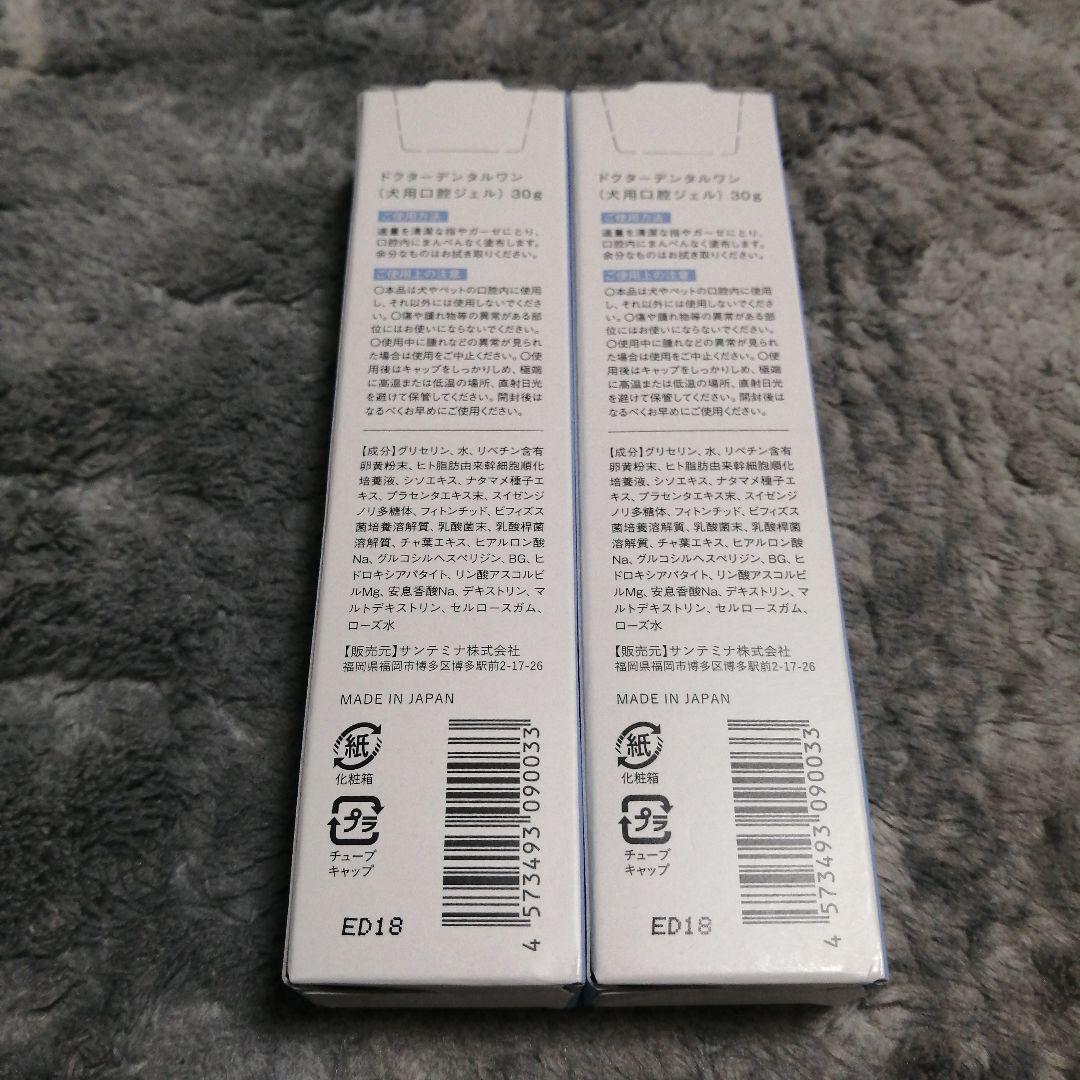 ドクターデンタルワン
(犬用口腔ジェル) 30g
ご使用方法
適量を清潔な指やガーゼにとり、
口腔内にまんべんなく塗布します。
余分なものはお拭き取りください。
ご使用上の注意
〇本品は犬やペットの口腔内に使用
し、それ以外には使用しないでくださ
い。〇傷や腫れ物等の異常がある部
位にはお使いにならないでください。
〇使用中に腫れなどの異常が見られ
た場合は使用をご中止ください。〇使
用後はキャップをしっかりしめ、極端
に高温または低温の場所、直射日光
を避けて保管してください。開封後は
なるべくお早めにご使用ください。
【成分】グリセリン、水、リベチン含有
卵黄粉末、ヒト脂肪由来幹細胞順化
培養液、シソエキス、ナタマメ種子エ
キス、プラセンタエキス末、スイゼンジ
ノリ多糖体、フィトンチッド、ビフィズス
菌培養溶解質、乳酸菌末、乳酸桿菌
溶解質、チャ葉エキス、ヒアルロン酸
Na、グルコシルヘスペリジン、BG、ヒ
ドロキシアパタイト、リン酸アスコルビ
ルMg、安息香酸Na、デキストリン、マ
ルトデキストリン、セルロースガム、
ローズ水
【販売元】サンテミナ株式会社
福岡県福岡市博多区博多駅前2-17-26
MADE IN JAPAN
紙
化粧箱
プラ
チューブ
キャップ
ED18
4 573493 090033
ドクターデンタルワン
(犬用口腔ジェル) 30g
ご使用方法
適量を清潔な指やガーゼにとり、
口腔内にまんべんなく塗布します。
余分なものはお拭き取りください。
ご使用上の注意
〇本品は犬やペットの口腔内に使用
し、それ以外には使用しないでくださ
い。〇傷や腫れ物等の異常がある部
位にはお使いにならないでください。
〇使用中に腫れなどの異常が見られ
た場合は使用をご中止ください。〇使
用後はキャップをしっかりしめ、極端
に高温または低温の場所、直射日光
を避けて保管してください。開封後は
なるべくお早めにご使用ください。
【成分】グリセリン、水、リベチン含有
卵黄粉末、ヒト脂肪由来幹細胞順化
培養液、シソエキス、ナタマメ種子エ
キス、プラセンタエキス末、スイゼンジ
ノリ多糖体、フィトンチッド、ビフィズス
菌培養溶解質、乳酸菌末、乳酸桿菌
溶解質、チャ葉エキス、ヒアルロン酸
Na、グルコシルヘスペリジン、BG、ヒ
ドロキシアパタイト、リン酸アスコルビ
ルMg、安息香酸Na、デキストリン、マ
ルトデキストリン、セルロースガム、
ローズ水
【販売元】サンテミナ株式会社
福岡県福岡市博多区博多駅前2-17-26
MADE IN JAPAN
紙
化粧箱
プラ
チューブ
キャップ
ED18
4 573493 090033